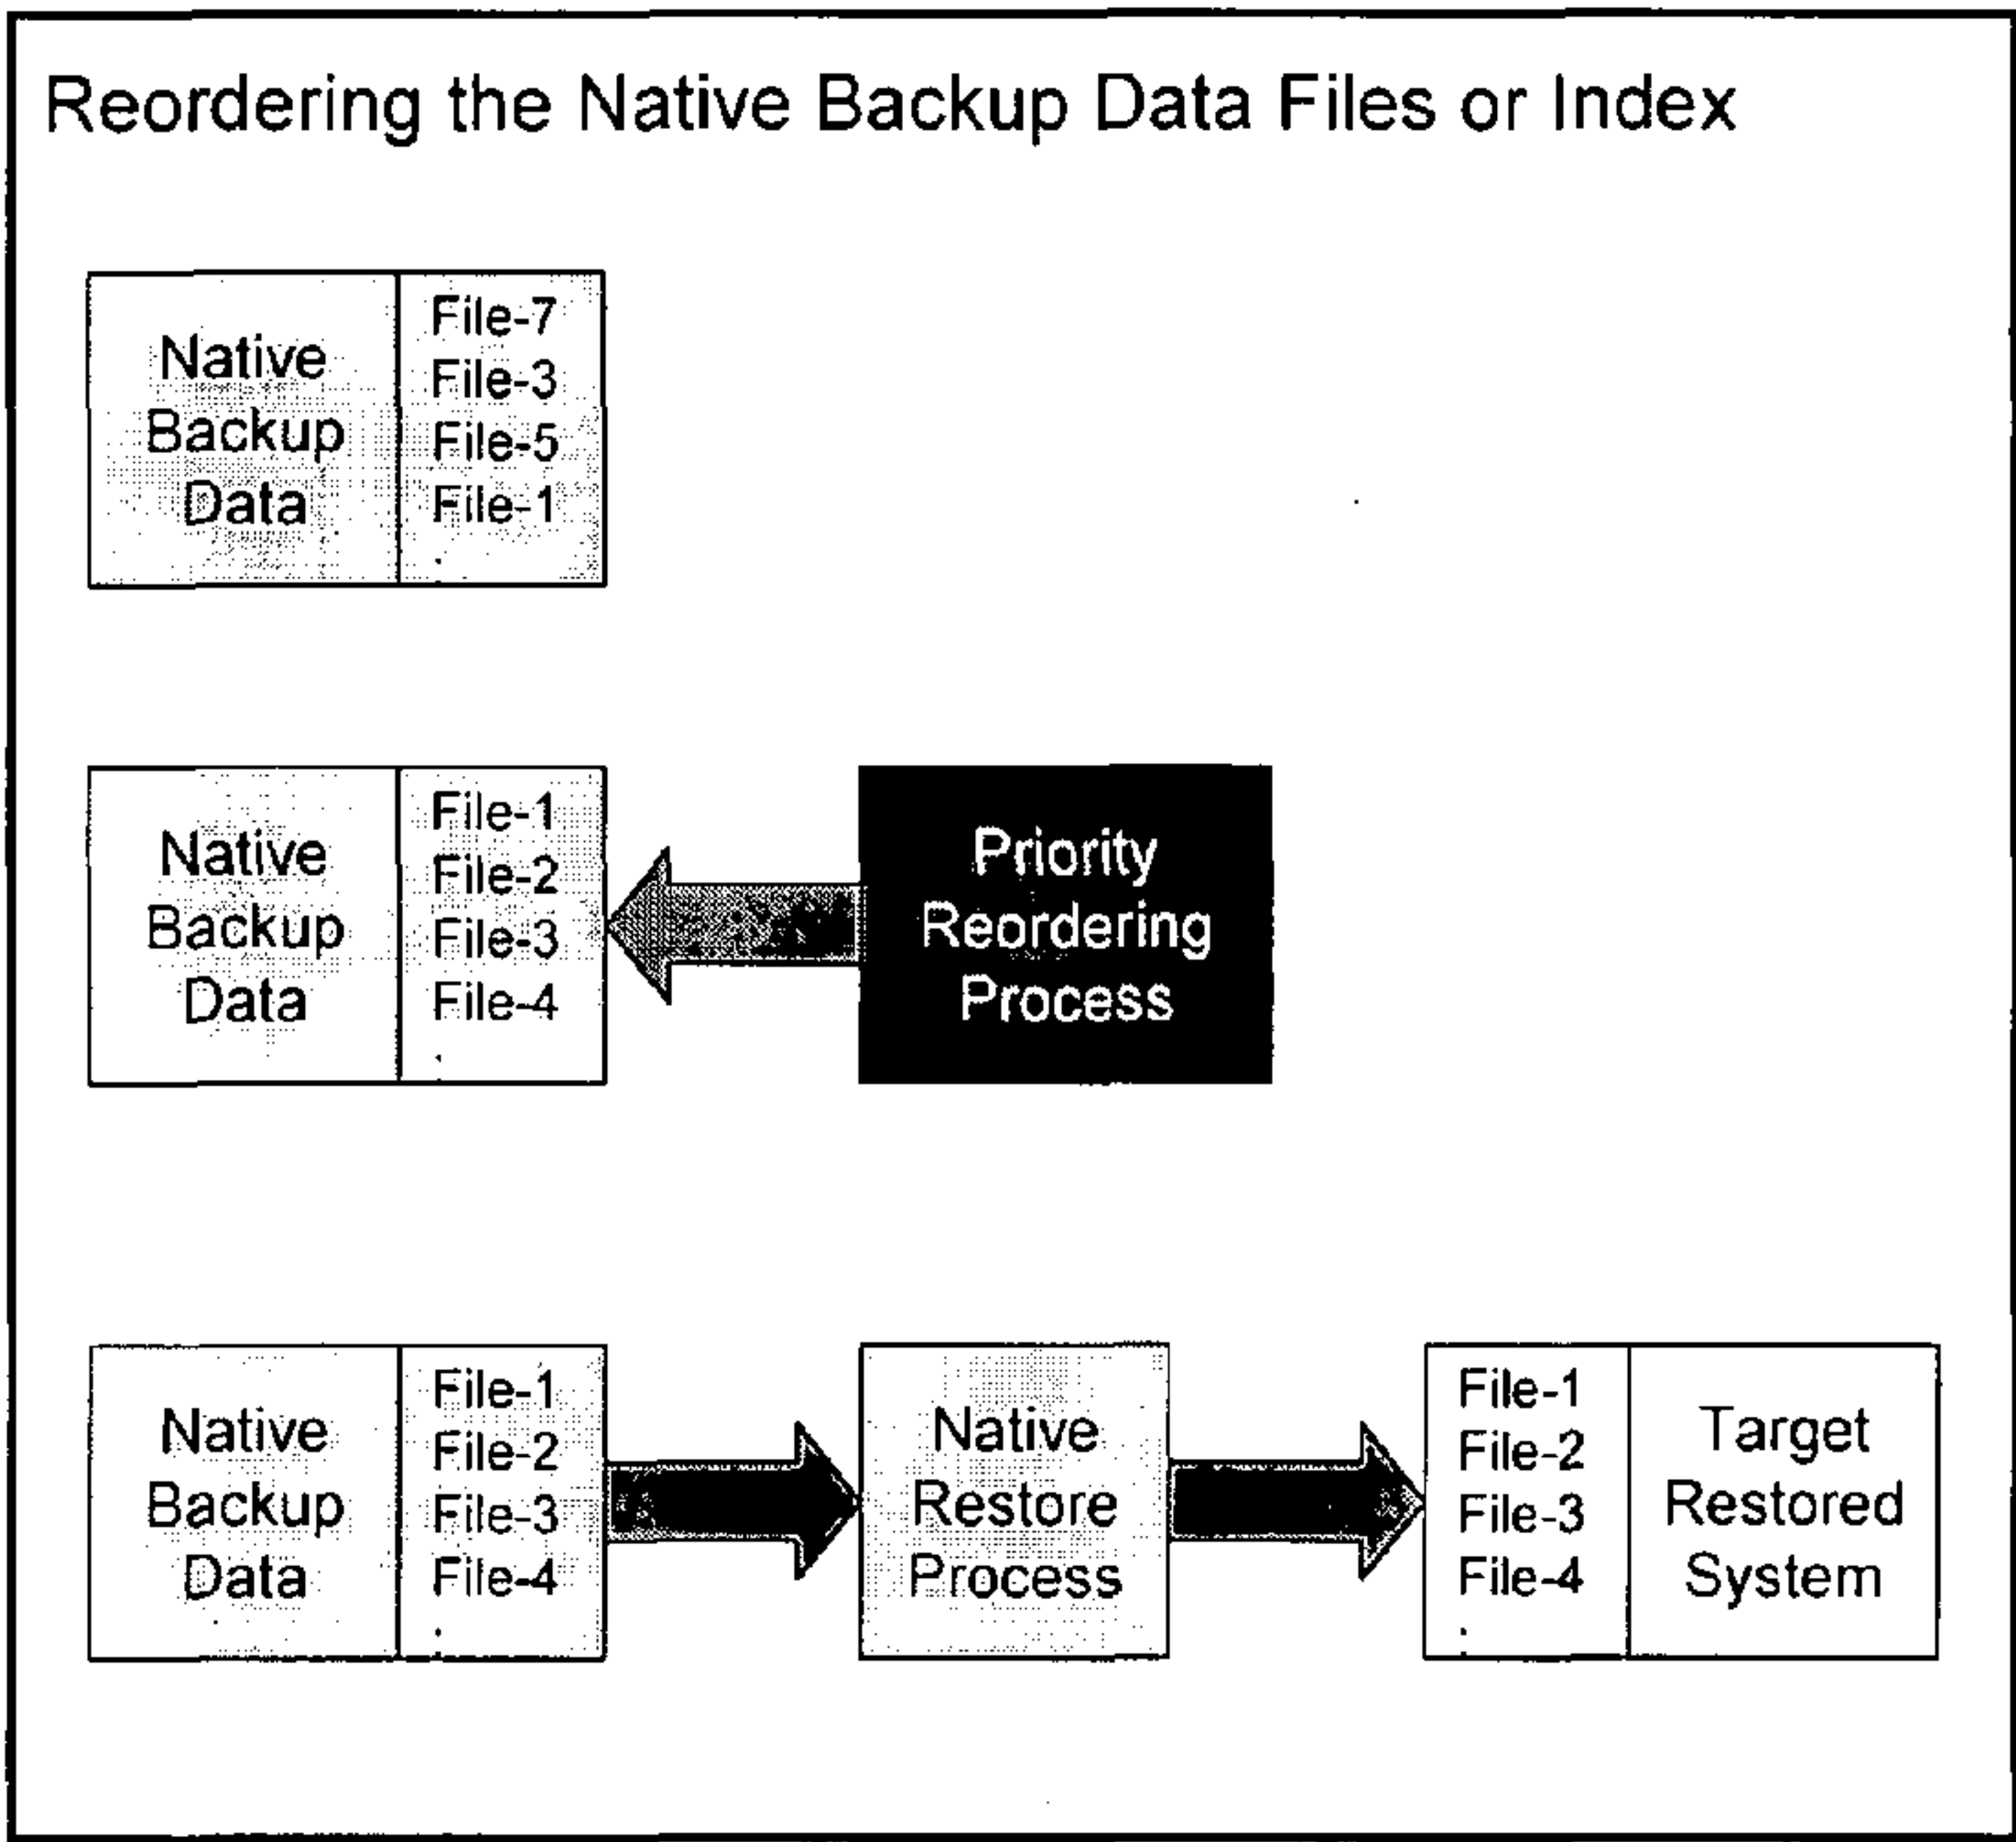 Reordering the Native Backup Data Files or Index
Native
Backup
Data
File-7
File-3
File-5
File-1
.
Native
Backup
Data
File-1
File-2
File-3
File-4
.
Priority
Reordering
Process
Native
Backup
Data
File-1
File-2
File-3
File-4
.
Native
Restore
Process
File-1
File-2
File-3
File-4
.
Target
Restored
System